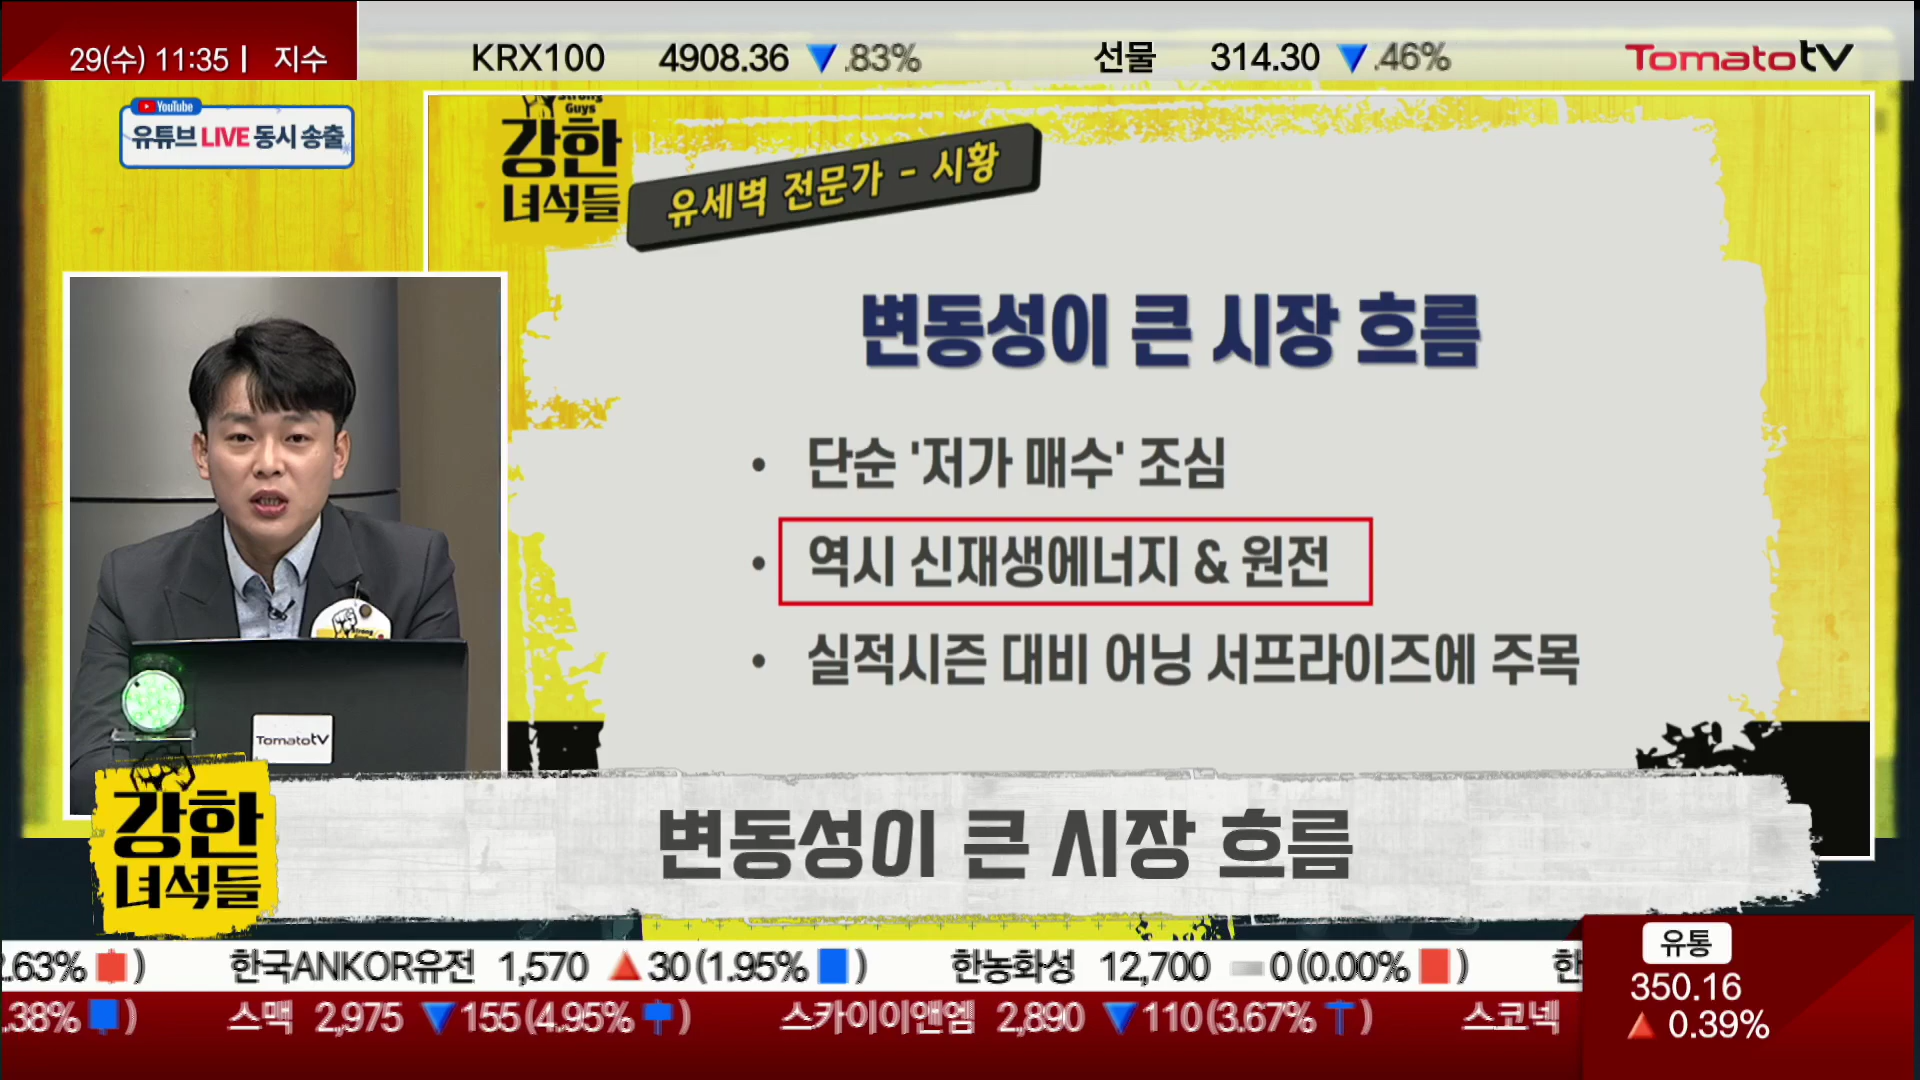 29(수) 11:35 | 지수
KRX100 4908.36 ▼.83% 선물 314.30 ▼.46%
Tomatotv
YouTube
유튜브 LIVE 동시 송출
Strong
Guys
강한
녀석들
유세벽 전문가 - 시황
변동성이 큰 시장 흐름
• 단순 '저가 매수' 조심
• 역시 신재생에너지 & 원전
• 실적시즌 대비 어닝 서프라이즈에 주목
Strong
Tomatotv
강한
녀석들
변동성이 큰 시장 흐름
.63% ) 한국ANKOR유전 1,570 ▲30(1.95% ) 한농화성 12,700 0(0.00% ) 한
.38% ) 스맥 2,975 ▼155(4.95% ) 스카이이앤엠 2,890 ▼110(3.67% ) 스코넥
유통
350.16
▲ 0.39%